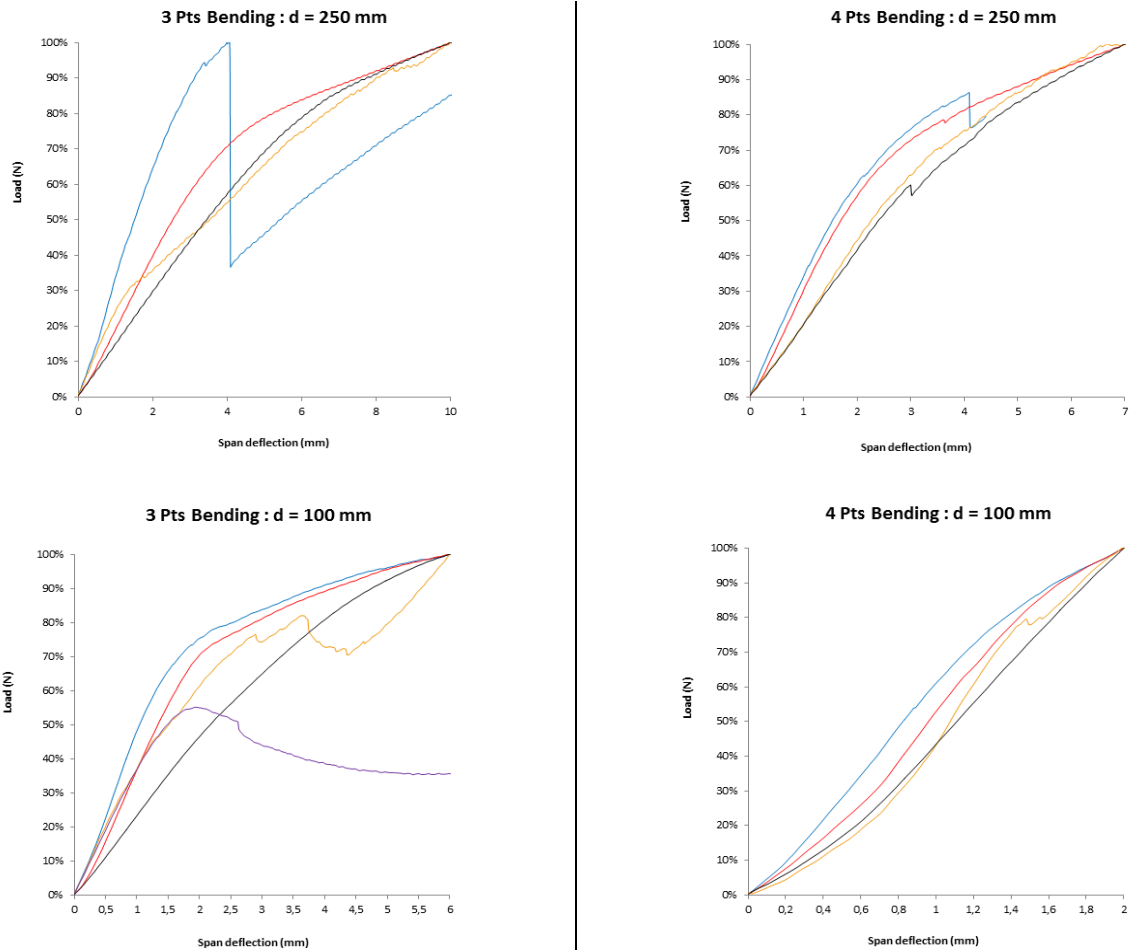 3 Pts Bending : d = 250 mm
100%
90%
80%
70%
60%
50%
40%
30%
20%
10%
0%
Load (N)
0 2 4 6 8 10
Span deflection (mm)
4 Pts Bending : d = 250 mm
100%
90%
80%
70%
60%
50%
40%
30%
20%
10%
0%
Load (N)
0 1 2 3 4 5 6 7
Span deflection (mm)
3 Pts Bending : d = 100 mm
100%
90%
80%
70%
60%
50%
40%
30%
20%
10%
0%
Load (N)
0 0,5 1 1,5 2 2,5 3 3,5 4 4,5 5 5,5 6
Span deflection (mm)
4 Pts Bending : d = 100 mm
100%
90%
80%
70%
60%
50%
40%
30%
20%
10%
0%
Load (N)
0 0,2 0,4 0,6 0,8 1 1,2 1,4 1,6 1,8 2
Span deflection (mm)